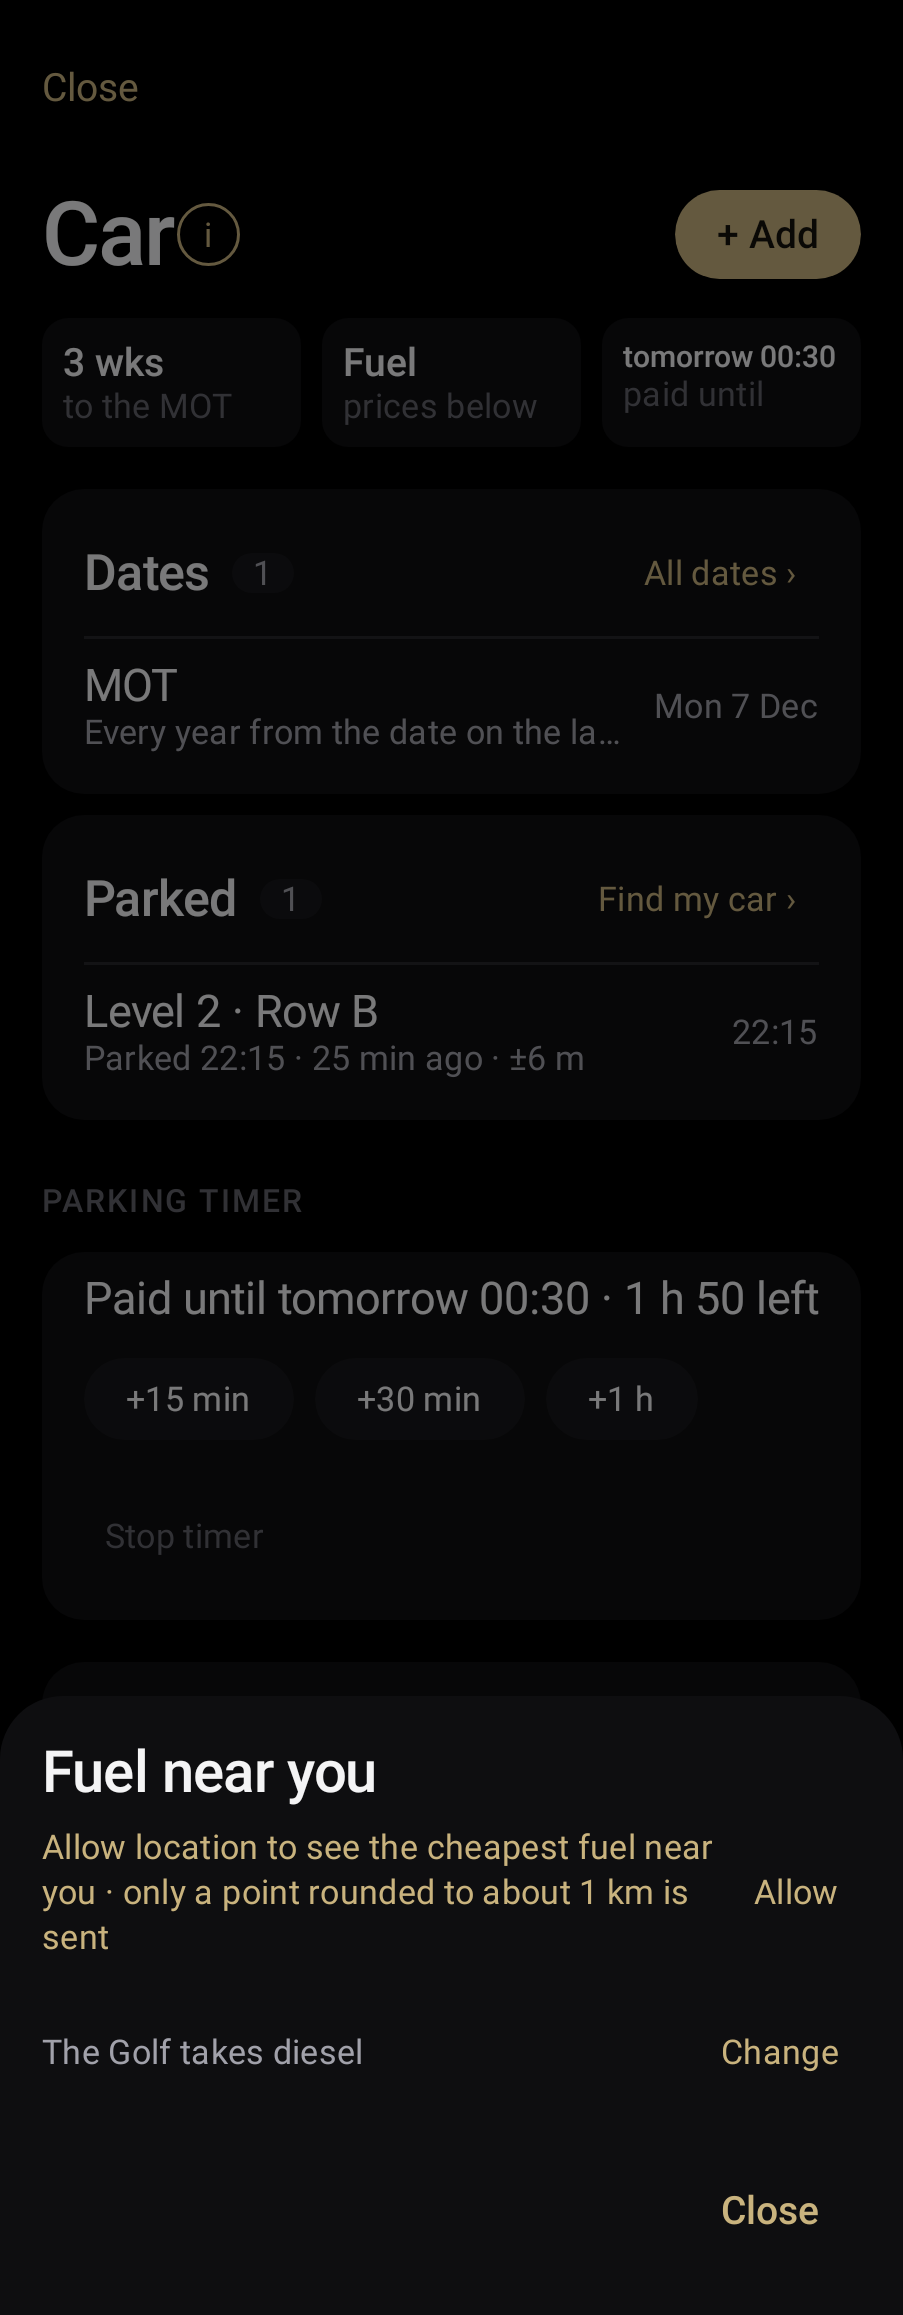 Close
Car i
+ Add
3 wks
to the MOT
Fuel
prices below
tomorrow 00:30
paid until
Dates 1 All dates ›
MOT
Every year from the date on the la…
Mon 7 Dec
Parked 1 Find my car ›
Level 2 · Row B
Parked 22:15 · 25 min ago · ±6 m
22:15
PARKING TIMER
Paid until tomorrow 00:30 · 1 h 50 left
+15 min +30 min +1 h
Stop timer
Fuel near you
Allow location to see the cheapest fuel near
you · only a point rounded to about 1 km is
sent
Allow
The Golf takes diesel Change
Close